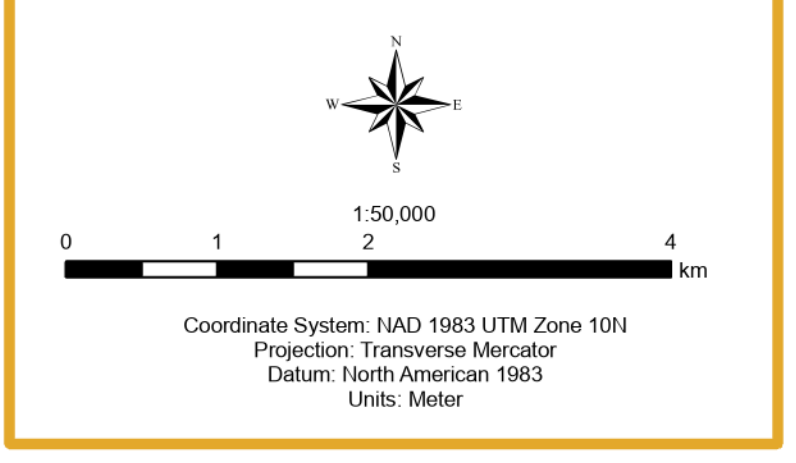 N
W E
S
1:50,000
0 1 2 4
km
Coordinate System: NAD 1983 UTM Zone 10N
Projection: Transverse Mercator
Datum: North American 1983
Units: Meter